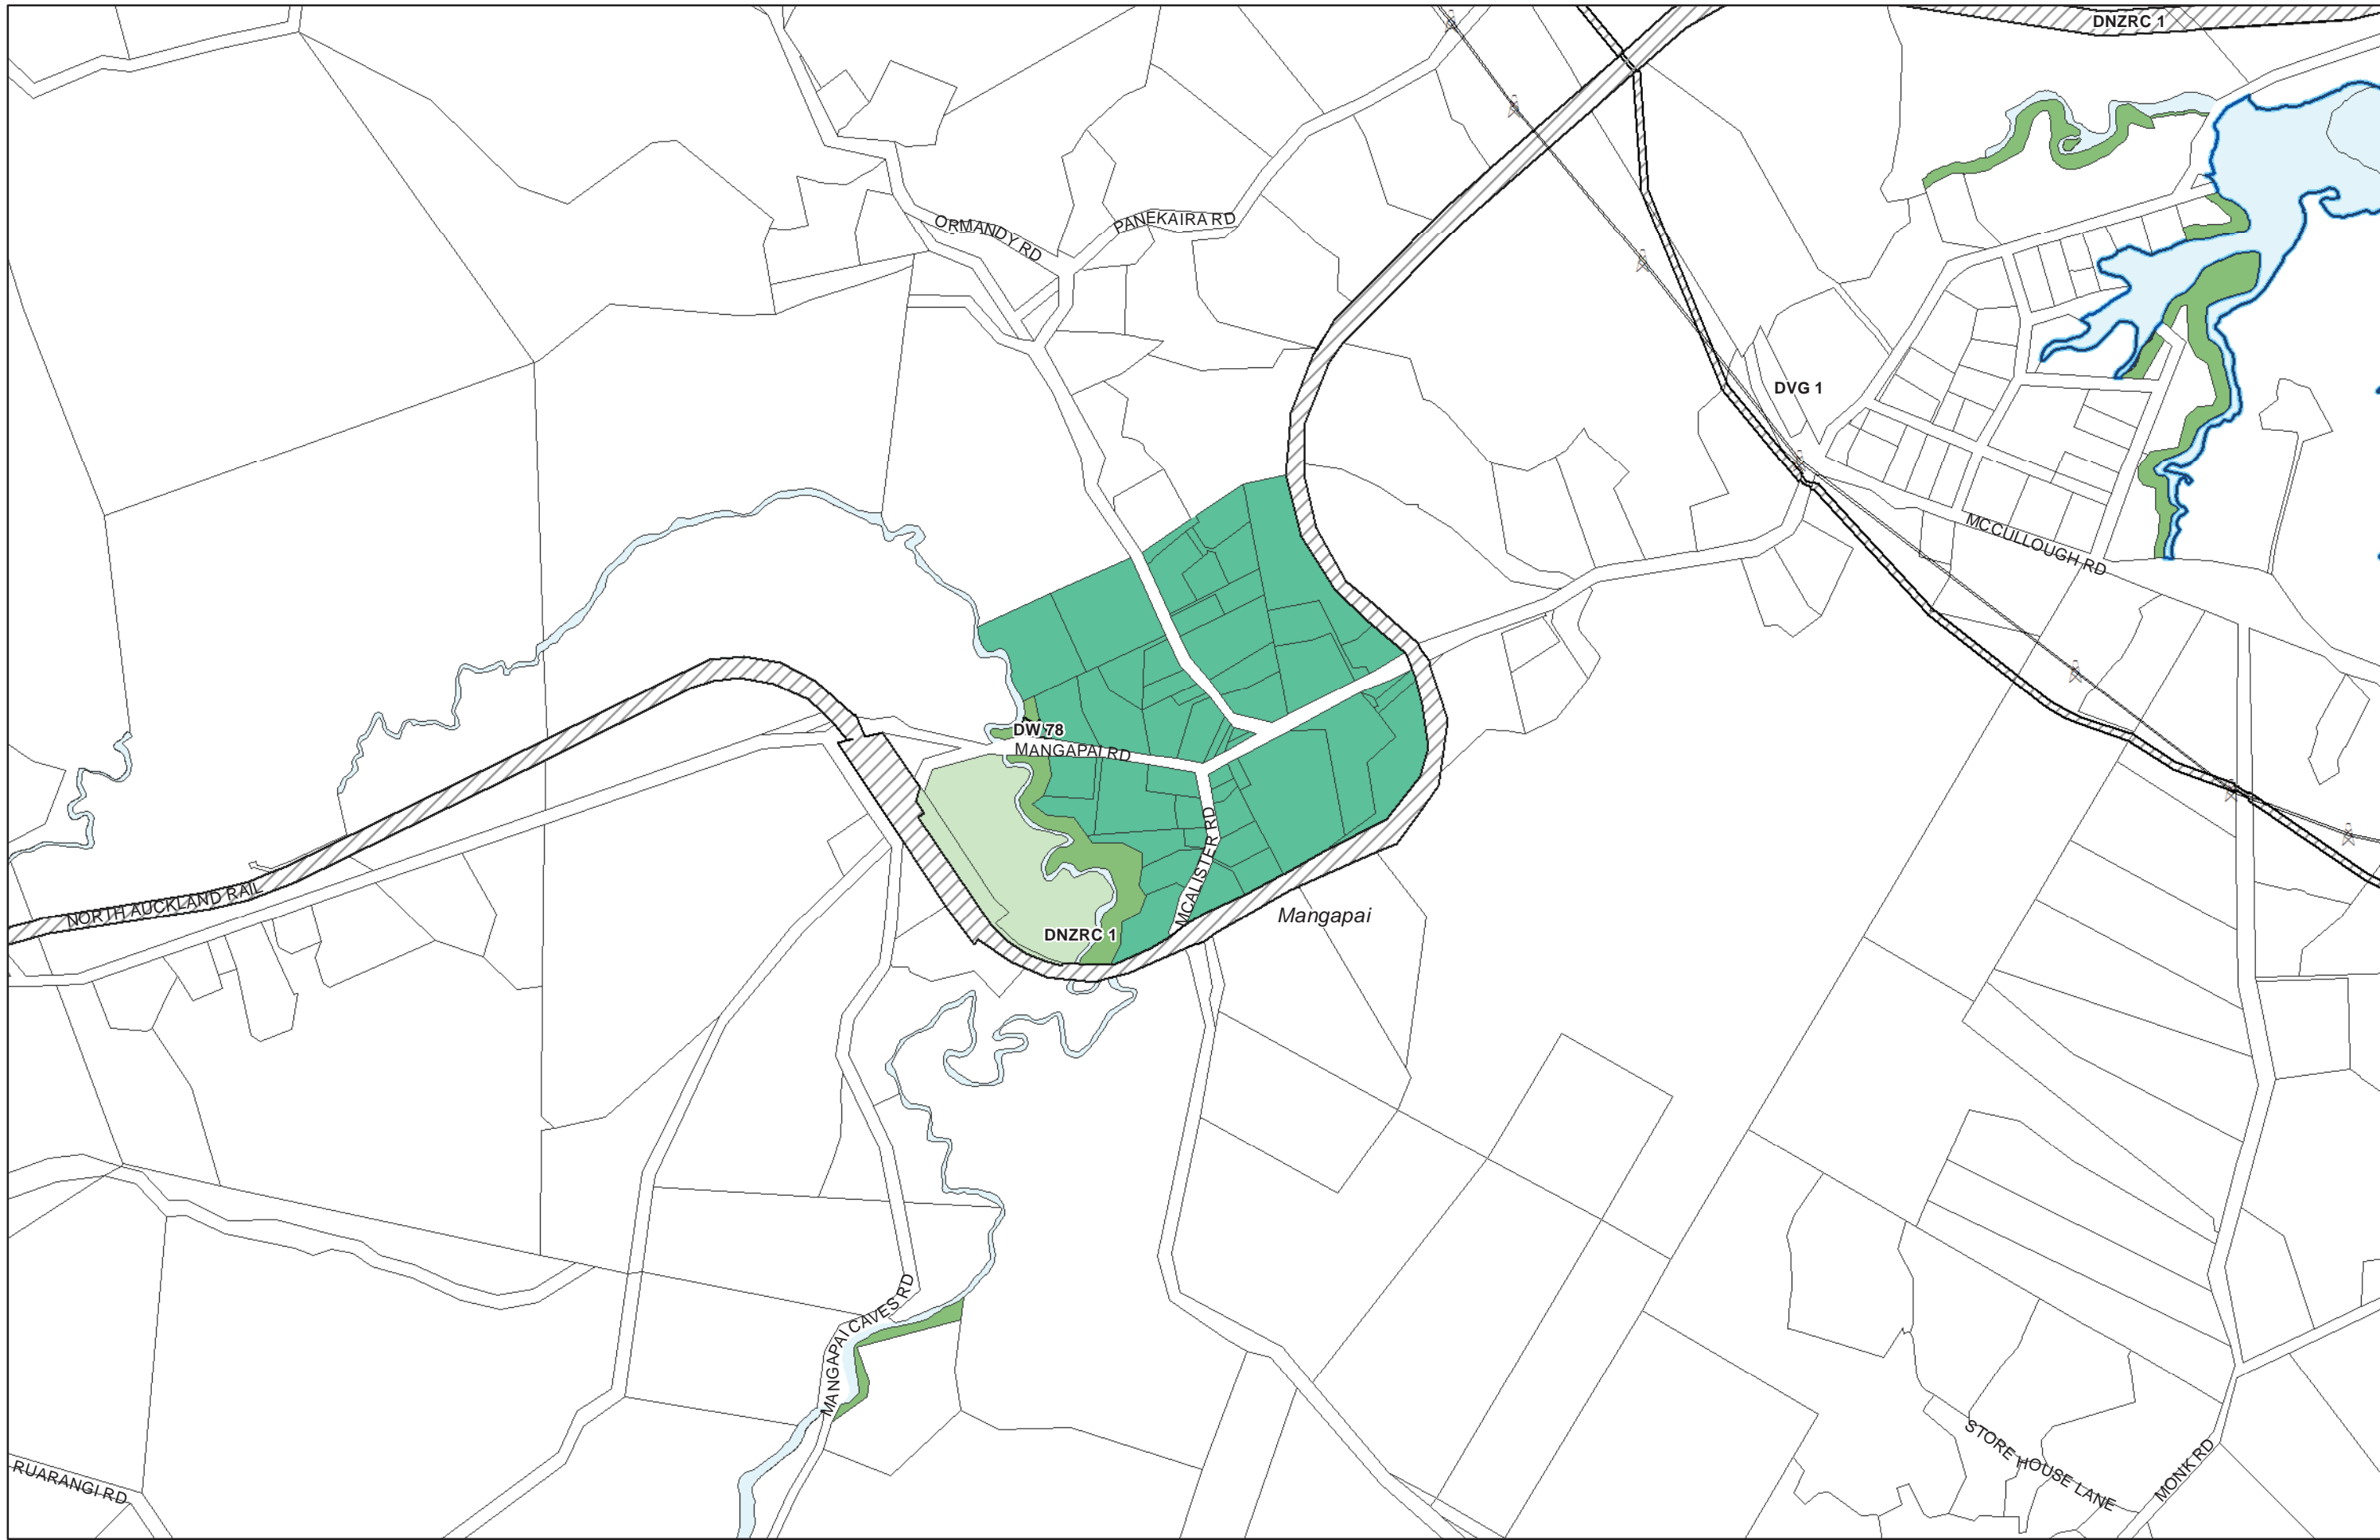 DNZRC 1
ORMANDY RD
PANEKAIRA RD
DVG 1
MCCULLOUGH RD
DW 78
MANGAPAI RD
MCALISTER RD
NORTH AUCKLAND RAIL
Mangapai
DNZRC 1
MANGAPAI CAVES RD
STORE HOUSE LANE
MONK RD
RUARANGI RD